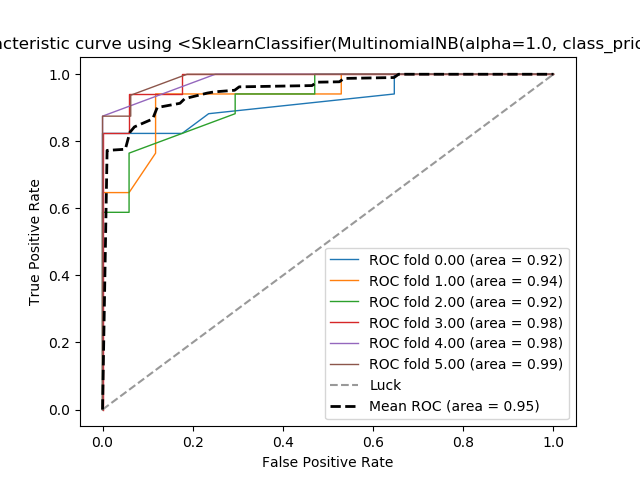 cteristic curve using <SklearnClassifier(MultinomialNB(alpha=1.0, class_prio
1.0
0.8
0.6
0.4
0.2
0.0
True Positive Rate
ROC fold 0.00 (area = 0.92)
ROC fold 1.00 (area = 0.94)
ROC fold 2.00 (area = 0.92)
ROC fold 3.00 (area = 0.98)
ROC fold 4.00 (area = 0.98)
ROC fold 5.00 (area = 0.99)
Luck
Mean ROC (area = 0.95)
0.0 0.2 0.4 0.6 0.8 1.0
False Positive Rate